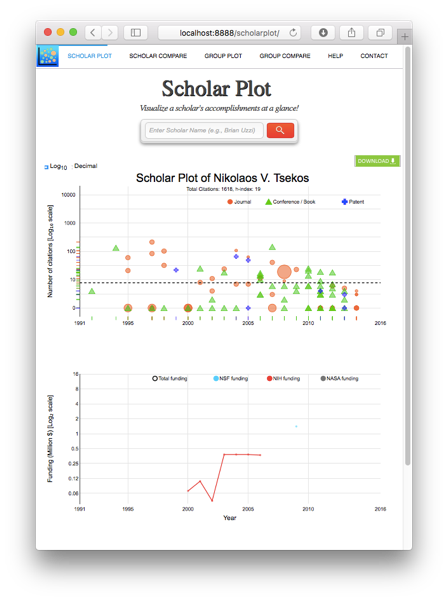 localhost:8888/scholarplot/
SCHOLAR PLOT SCHOLAR COMPARE GROUP PLOT GROUP COMPARE HELP CONTACT
Scholar Plot
Visualize a scholar's accomplishments at a glance!
Enter Scholar Name (e.g., Brian Uzzi)
Log10 Decimal
DOWNLOAD
Scholar Plot of Nikolaos V. Tsekos
Total Citations: 1618, h-index: 19
Journal Conference / Book Patent
Number of citations [Log10 scale]
10000
1000
100
10
0
1991 1995 2000 2005 2010 2016
Total funding NSF funding NIH funding NASA funding
Funding (Million $) [Log2 scale]
16
8
4
2
1
0.5
0.25
0.12
0.06
1991 1995 2000 2005 2010 2016
Year